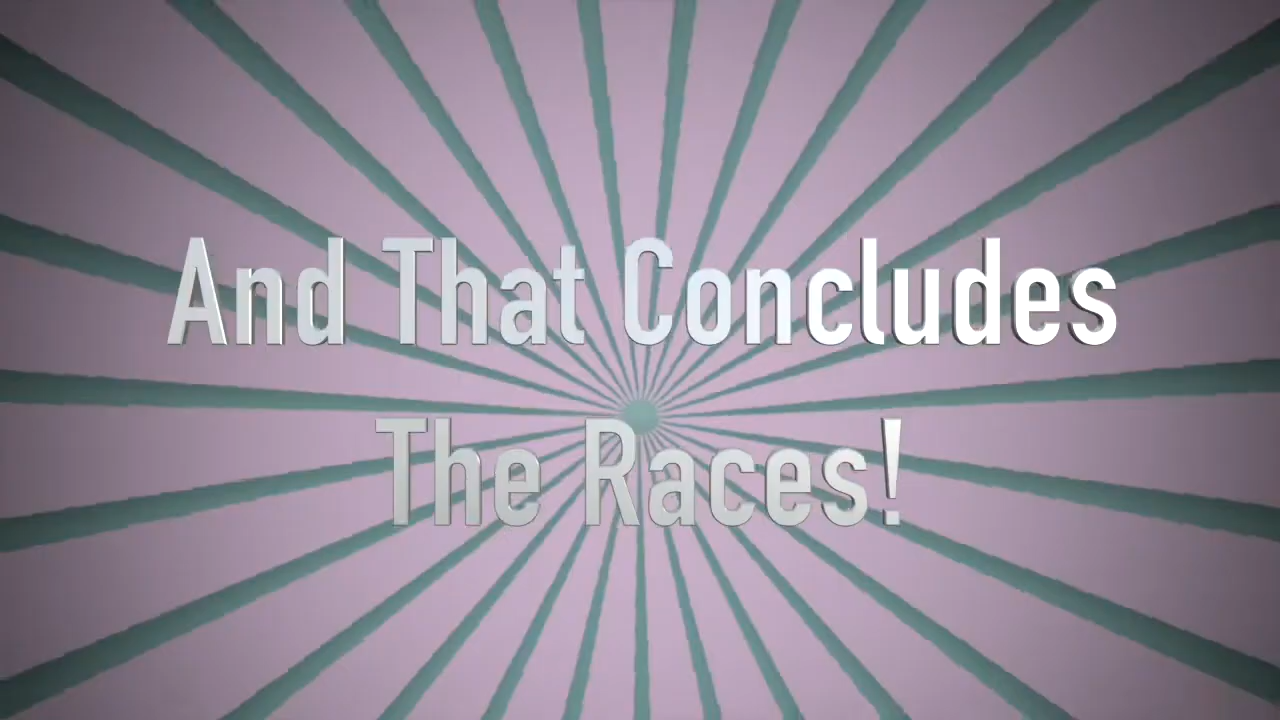 And That Concludes
The Races!